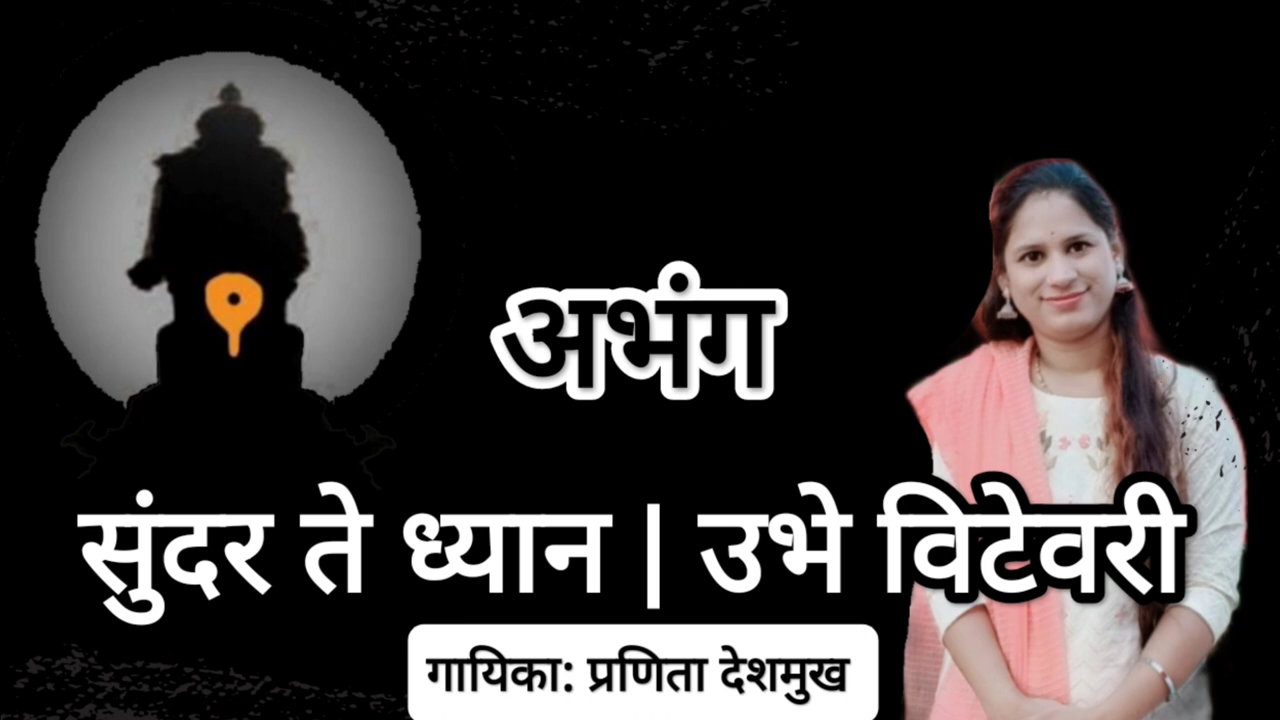 अभंग
सुंदर ते ध्यान | उभे विटेवरी
गायिका: प्रणिता देशमुख